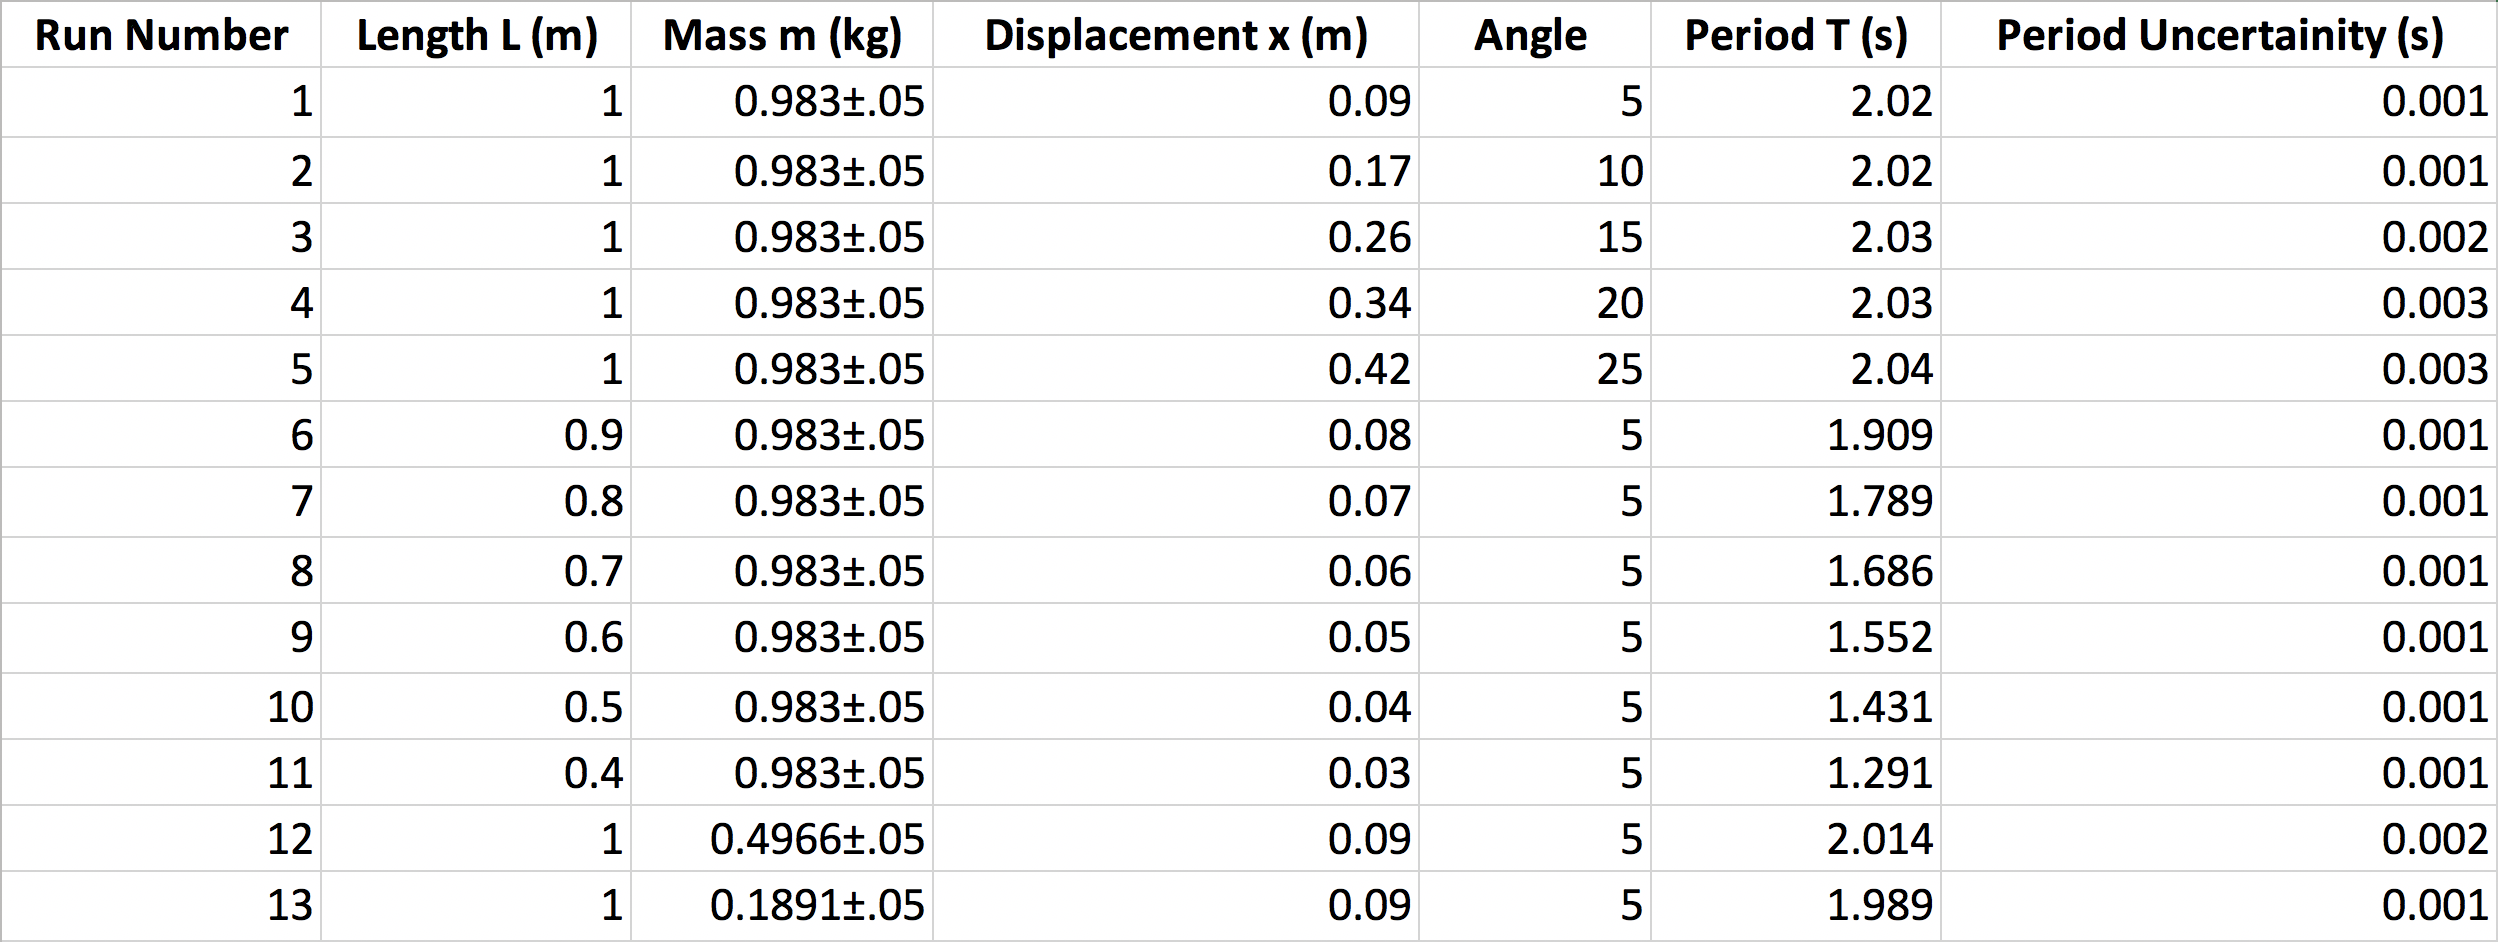 Run Number Length L (m) Mass m (kg) Displacement x (m) Angle Period T (s) Period Uncertainity (s)
1 1 0.983±.05 0.09 5 2.02 0.001
2 1 0.983±.05 0.17 10 2.02 0.001
3 1 0.983±.05 0.26 15 2.03 0.002
4 1 0.983±.05 0.34 20 2.03 0.003
5 1 0.983±.05 0.42 25 2.04 0.003
6 0.9 0.983±.05 0.08 5 1.909 0.001
7 0.8 0.983±.05 0.07 5 1.789 0.001
8 0.7 0.983±.05 0.06 5 1.686 0.001
9 0.6 0.983±.05 0.05 5 1.552 0.001
10 0.5 0.983±.05 0.04 5 1.431 0.001
11 0.4 0.983±.05 0.03 5 1.291 0.001
12 1 0.4966±.05 0.09 5 2.014 0.002
13 1 0.1891±.05 0.09 5 1.989 0.001